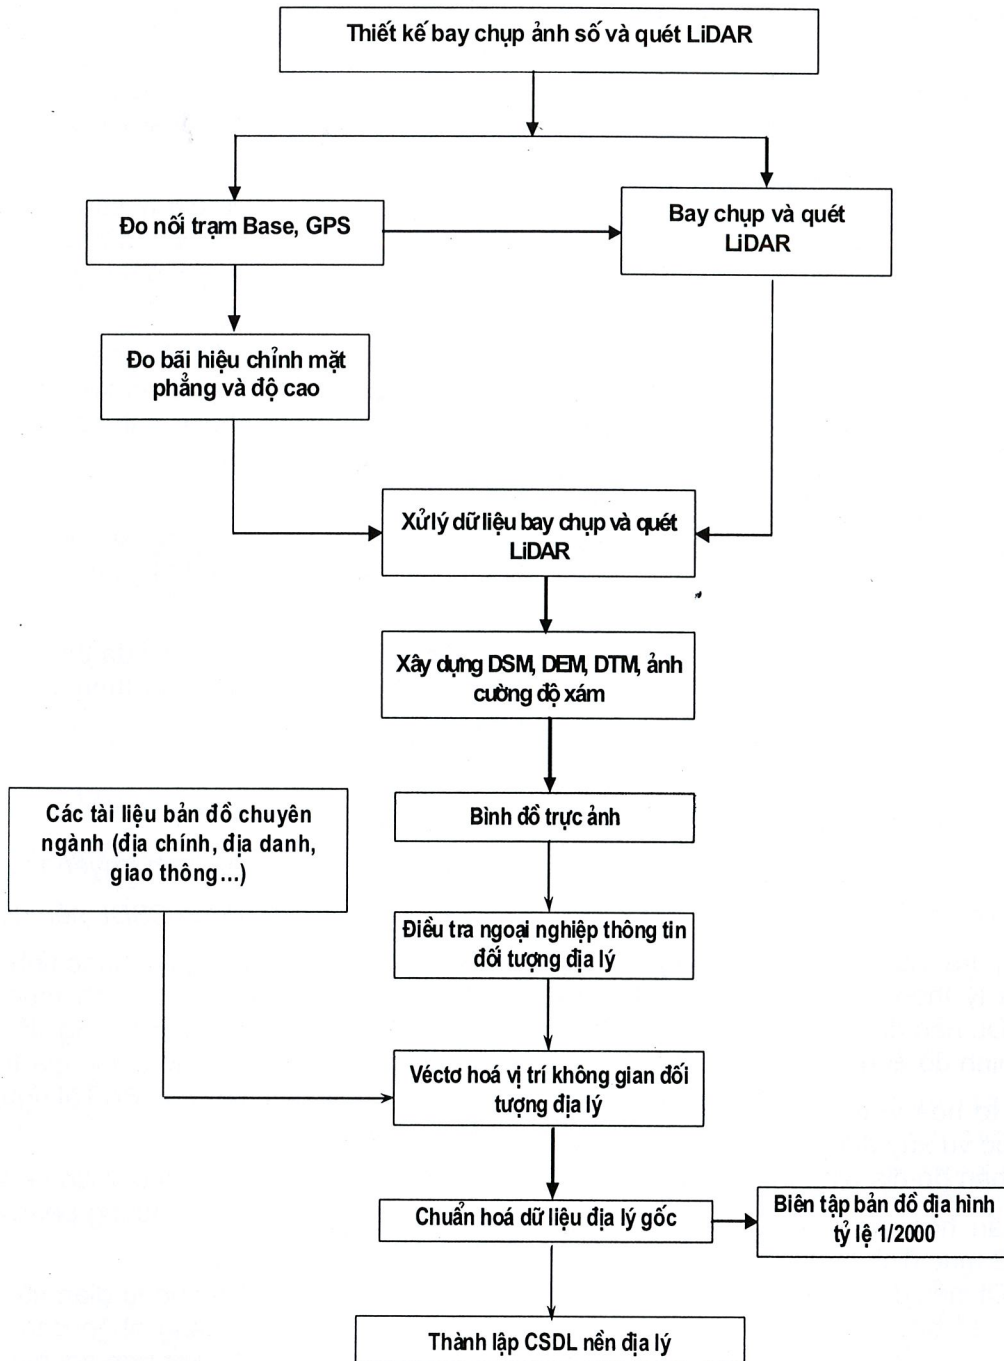 Thiết kế bay chụp ảnh số và quét LiDAR
Đo nối trạm Base, GPS
Bay chụp và quét
LiDAR
Đo bãi hiệu chỉnh mặt
phẳng và độ cao
Xử lý dữ liệu bay chụp và quét
LiDAR
Xây dựng DSM, DEM, DTM, ảnh
cường độ xám
Các tài liệu bản đồ chuyên
ngành (địa chính, địa danh,
giao thông…)
Bình đồ trực ảnh
Điều tra ngoại nghiệp thông tin
đối tượng địa lý
Véctơ hoá vị trí không gian đối
tượng địa lý
Chuẩn hoá dữ liệu địa lý gốc
Biên tập bản đồ địa hình
tỷ lệ 1/2000
Thành lập CSDL nền địa lý